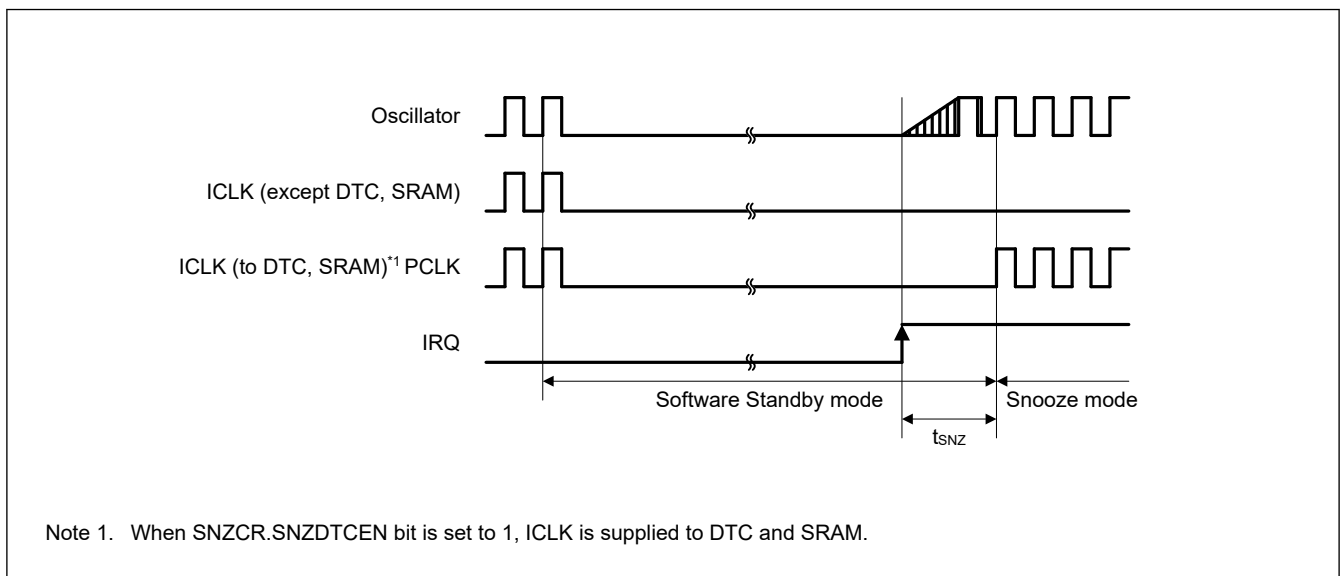 Oscillator
ICLK (except DTC, SRAM)
ICLK (to DTC, SRAM)*1 PCLK
IRQ
Software Standby mode
Snooze mode
tSNZ
Note 1. When SNZCR.SNZDTCEN bit is set to 1, ICLK is supplied to DTC and SRAM.